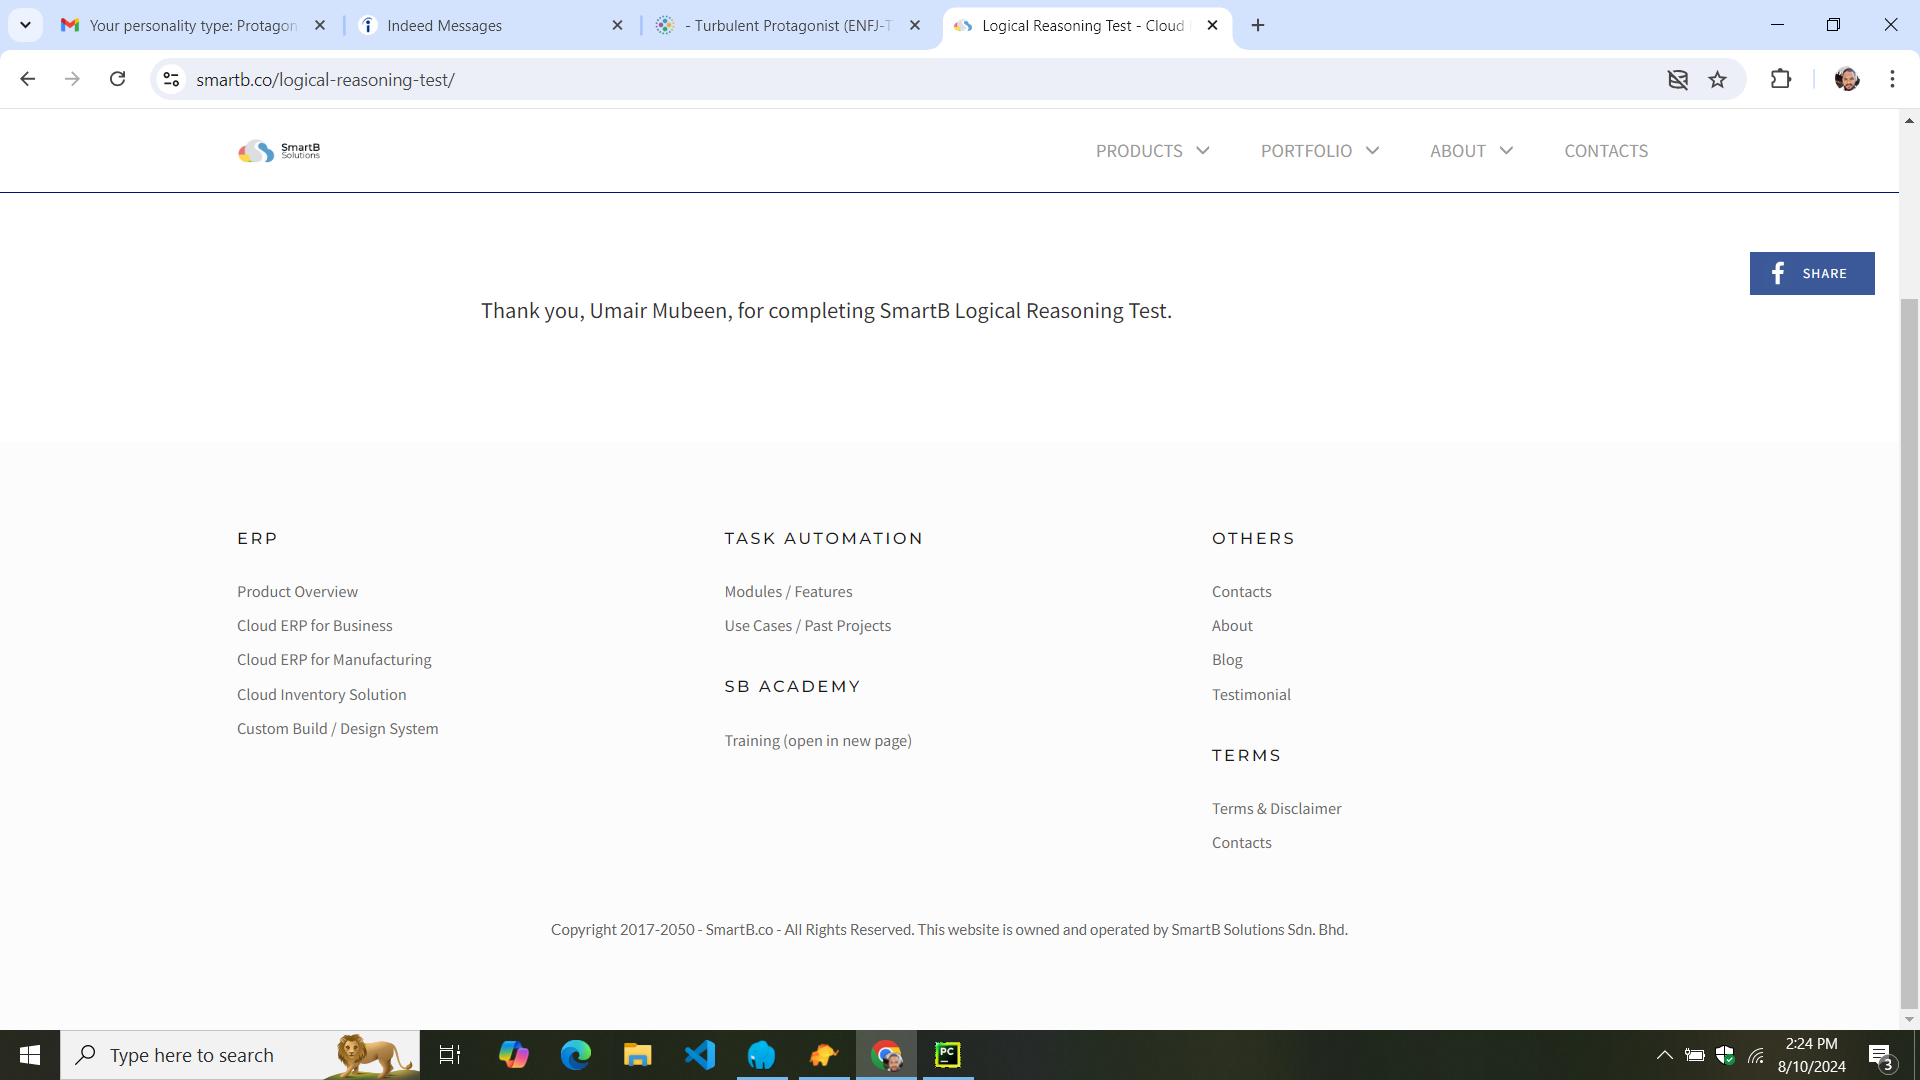 Your personality type: Protagon
Indeed Messages
- Turbulent Protagonist (ENFJ-T
Logical Reasoning Test - Cloud
smartb.co/logical-reasoning-test/
SmartB
Solutions
PRODUCTS
PORTFOLIO
ABOUT
CONTACTS
SHARE
Thank you, Umair Mubeen, for completing SmartB Logical Reasoning Test.
ERP
Product Overview
Cloud ERP for Business
Cloud ERP for Manufacturing
Cloud Inventory Solution
Custom Build / Design System
TASK AUTOMATION
Modules / Features
Use Cases / Past Projects
SB ACADEMY
Training (open in new page)
OTHERS
Contacts
About
Blog
Testimonial
TERMS
Terms & Disclaimer
Contacts
Copyright 2017-2050 - SmartB.co - All Rights Reserved. This website is owned and operated by SmartB Solutions Sdn. Bhd.
Type here to search
PC
2:24 PM
8/10/2024
3